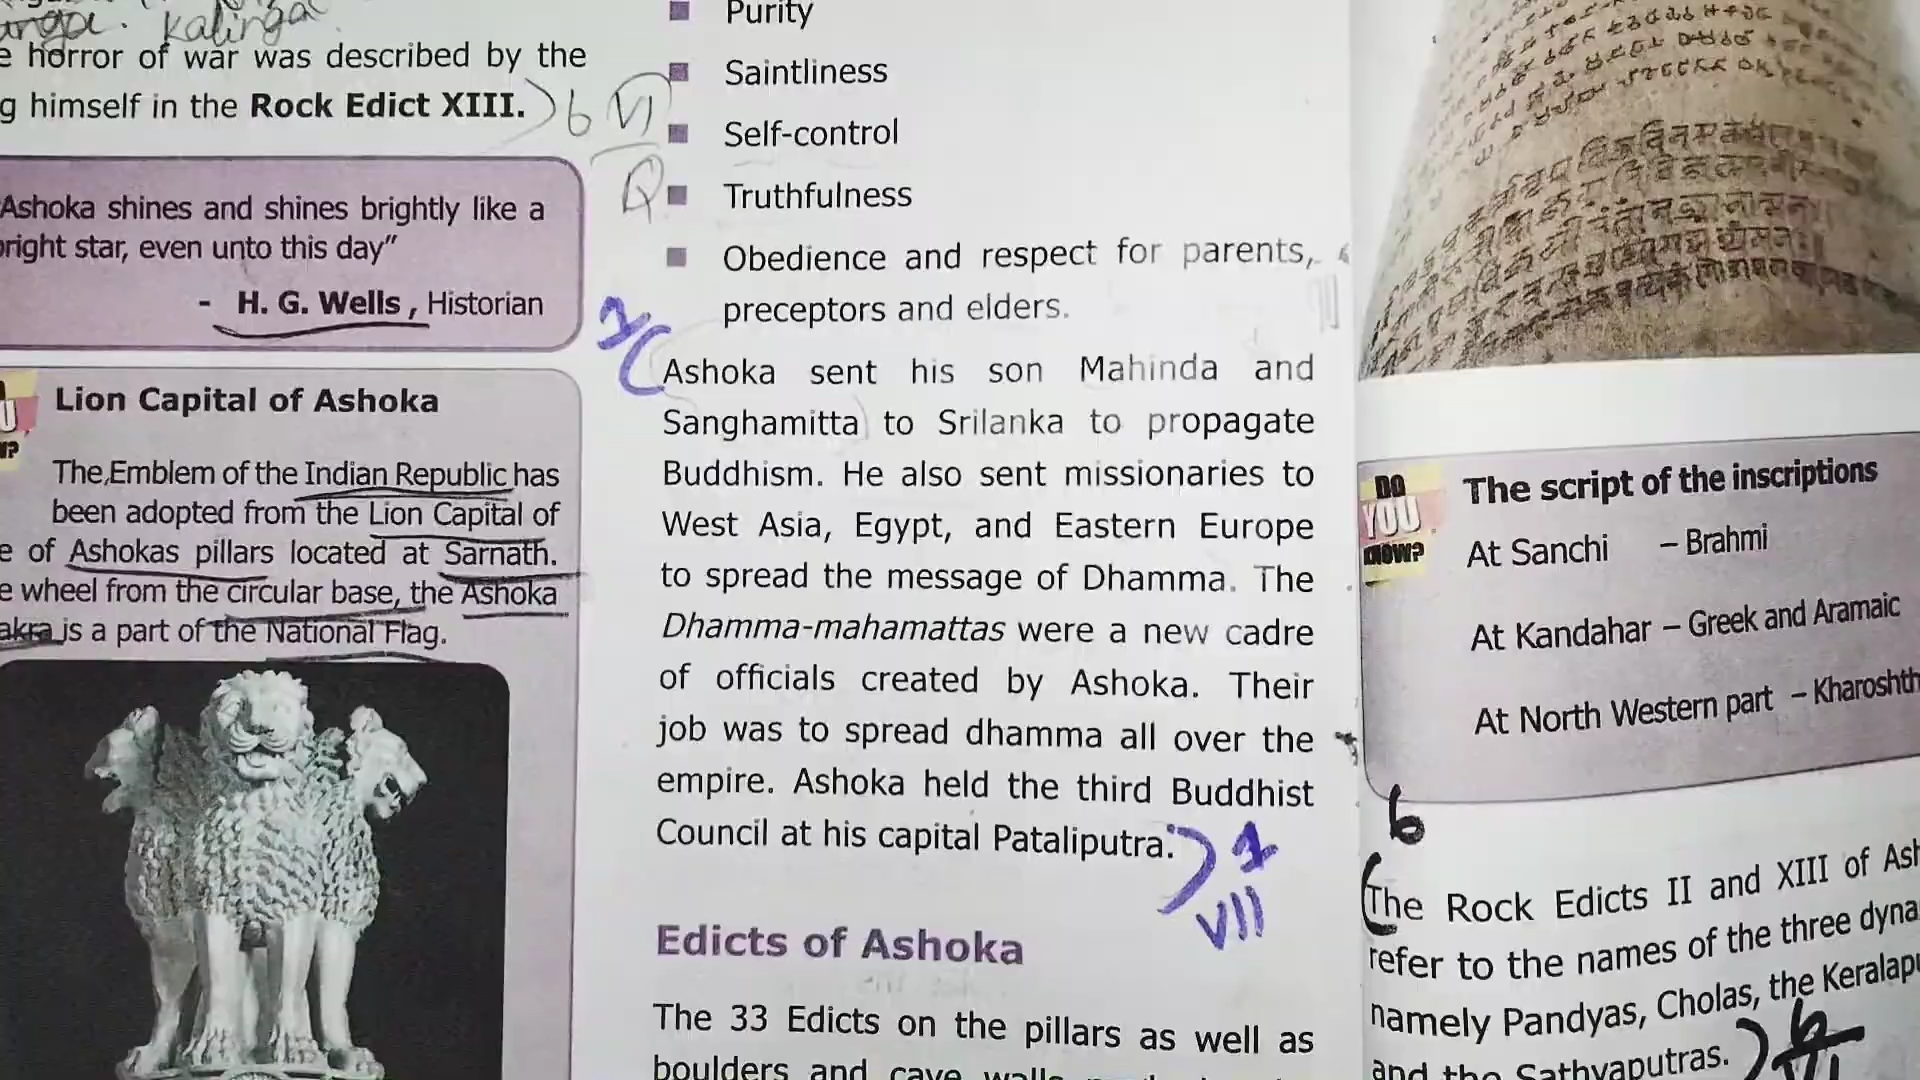 Kalinga
e horror of war was described by the
g himself in the Rock Edict XIII.
6 VI
Q
Ashoka shines and shines brightly like a
right star, even unto this day"
- H. G. Wells , Historian
Lion Capital of Ashoka
The Emblem of the Indian Republic has
been adopted from the Lion Capital of
e of Ashokas pillars located at Sarnath.
e wheel from the circular base, the Ashoka
akra is a part of the National Flag.
■ Purity
■ Saintliness
■ Self-control
■ Truthfulness
■ Obedience and respect for parents,
preceptors and elders.
Ashoka sent his son Mahinda and
Sanghamitta to Srilanka to propagate
Buddhism. He also sent missionaries to
West Asia, Egypt, and Eastern Europe
to spread the message of Dhamma. The
Dhamma-mahamattas were a new cadre
of officials created by Ashoka. Their
job was to spread dhamma all over the
empire. Ashoka held the third Buddhist
Council at his capital Pataliputra.
1
VII
Edicts of Ashoka
The 33 Edicts on the pillars as well as
boulders and cave walls
DO
YOU
KNOW?
The script of the inscriptions
At Sanchi – Brahmi
At Kandahar – Greek and Aramaic
At North Western part – Kharoshth
6
The Rock Edicts II and XIII of Ash
refer to the names of the three dyna
namely Pandyas, Cholas, the Keralapu
and the Sathyaputras.